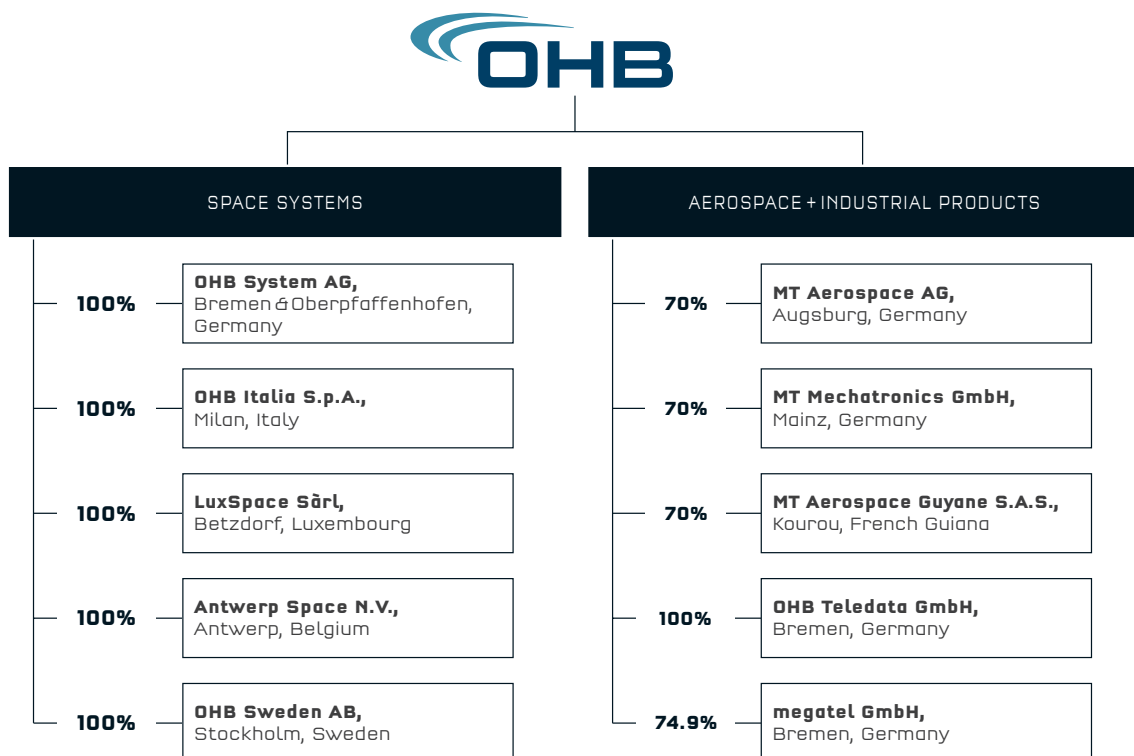 OHB
SPACE SYSTEMS
100%
OHB System AG,
Bremen & Oberpfaffenhofen,
Germany
100%
OHB Italia S.p.A.,
Milan, Italy
100%
LuxSpace Sàrl,
Betzdorf, Luxembourg
100%
Antwerp Space N.V.,
Antwerp, Belgium
100%
OHB Sweden AB,
Stockholm, Sweden
AEROSPACE + INDUSTRIAL PRODUCTS
70%
MT Aerospace AG,
Augsburg, Germany
70%
MT Mechatronics GmbH,
Mainz, Germany
70%
MT Aerospace Guyane S.A.S.,
Kourou, French Guiana
100%
OHB Teledata GmbH,
Bremen, Germany
74.9%
megatel GmbH,
Bremen, Germany